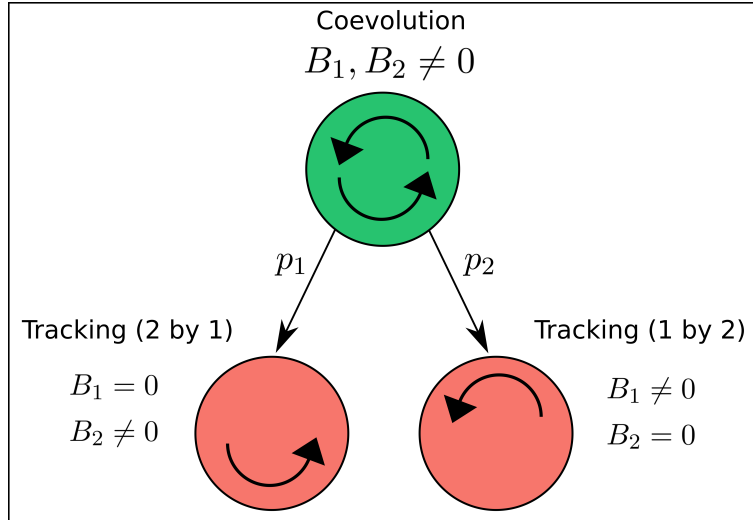 Coevolution
B₁, B₂ ≠ 0
p₁
p₂
Tracking (2 by 1)
Tracking (1 by 2)
B₁ = 0
B₂ ≠ 0
B₁ ≠ 0
B₂ = 0